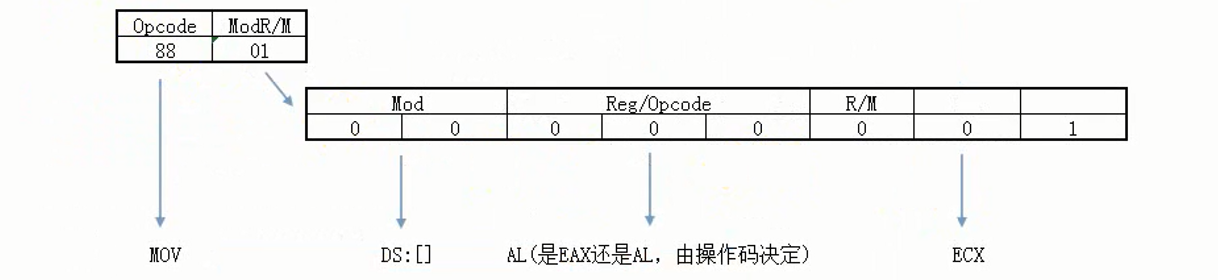 Opcode ModR/M
88 01
Mod Reg/Opcode R/M
0 0 0 0 0 0 0 1
MOV DS:[] AL(是EAX还是AL，由操作码决定) ECX